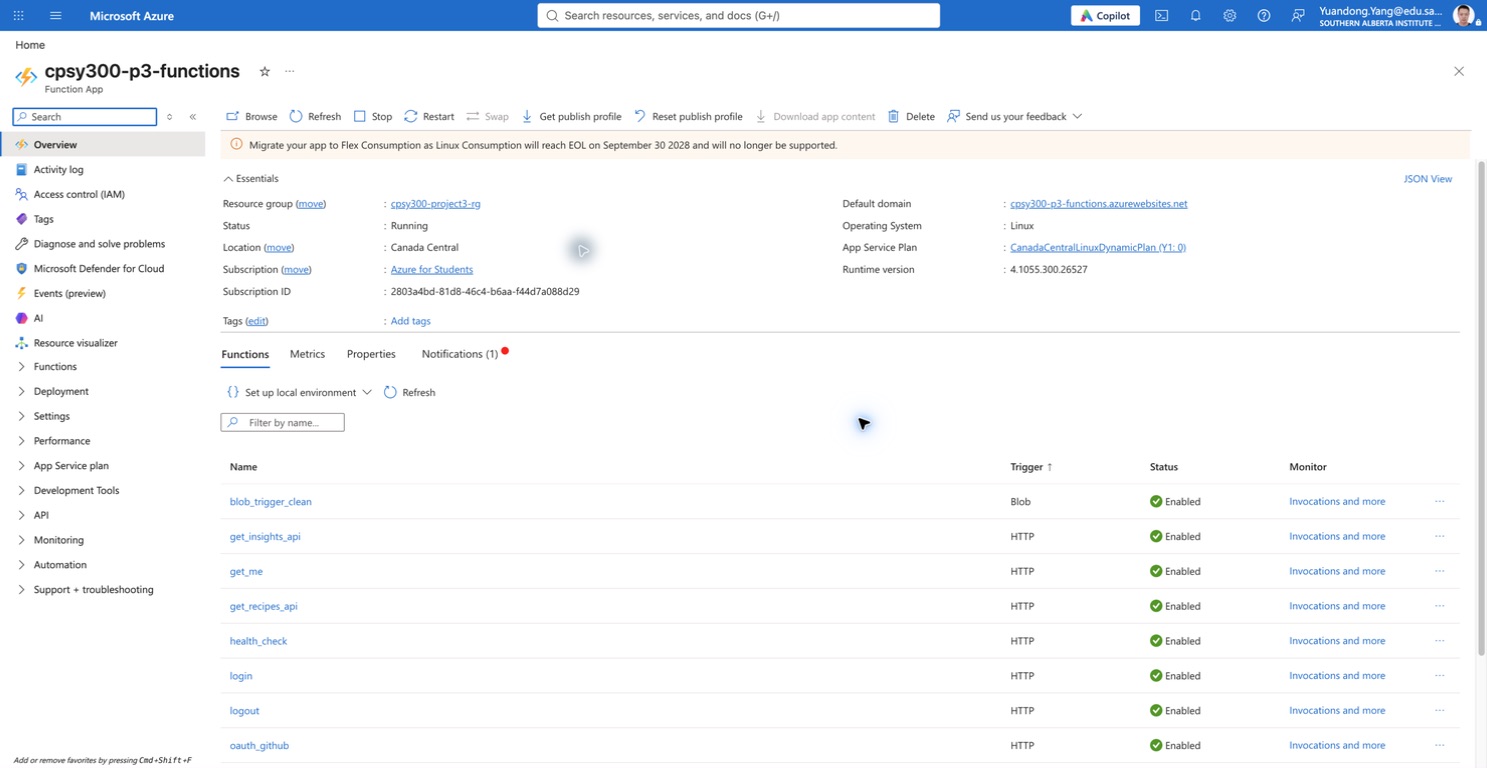 Microsoft Azure
Search resources, services, and docs (G+/)
Copilot
Yuandong.Yang@edu.sa...
SOUTHERN ALBERTA INSTITUTE ...
Home
cpsy300-p3-functions
...
Function App
Search
Browse Refresh Stop Restart Swap Get publish profile Reset publish profile Download app content Delete Send us your feedback
Migrate your app to Flex Consumption as Linux Consumption will reach EOL on September 30 2028 and will no longer be supported.
Overview
Activity log
Access control (IAM)
Tags
Diagnose and solve problems
Microsoft Defender for Cloud
Events (preview)
AI
Resource visualizer
Functions
Deployment
Settings
Performance
App Service plan
Development Tools
API
Monitoring
Automation
Support + troubleshooting
Add or remove favorites by pressing Cmd+Shift+F
Essentials
JSON View
Resource group (move) : cpsy300-project3-rg
Status : Running
Location (move) : Canada Central
Subscription (move) : Azure for Students
Subscription ID : 2803a4bd-81d8-46c4-b6aa-f44d7a088d29
Tags (edit) : Add tags
Default domain : cpsy300-p3-functions.azurewebsites.net
Operating System : Linux
App Service Plan : CanadaCentralLinuxDynamicPlan (Y1: 0)
Runtime version : 4.1055.300.26527
Functions Metrics Properties Notifications (1)
{} Set up local environment Refresh
Filter by name...
Name Trigger ↑ Status Monitor
blob_trigger_clean Blob Enabled Invocations and more ...
get_insights_api HTTP Enabled Invocations and more ...
get_me HTTP Enabled Invocations and more ...
get_recipes_api HTTP Enabled Invocations and more ...
health_check HTTP Enabled Invocations and more ...
login HTTP Enabled Invocations and more ...
logout HTTP Enabled Invocations and more ...
oauth_github HTTP Enabled Invocations and more ...